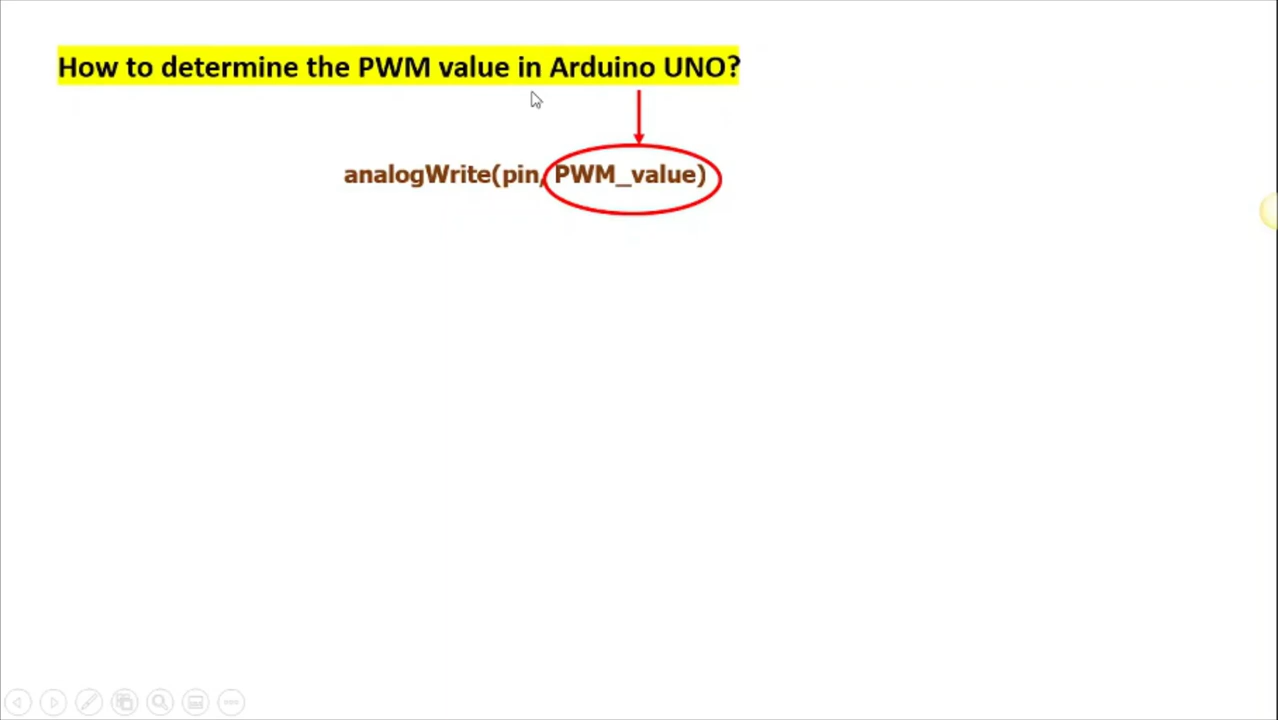 How to determine the PWM value in Arduino UNO?
analogWrite(pin, PWM_value)